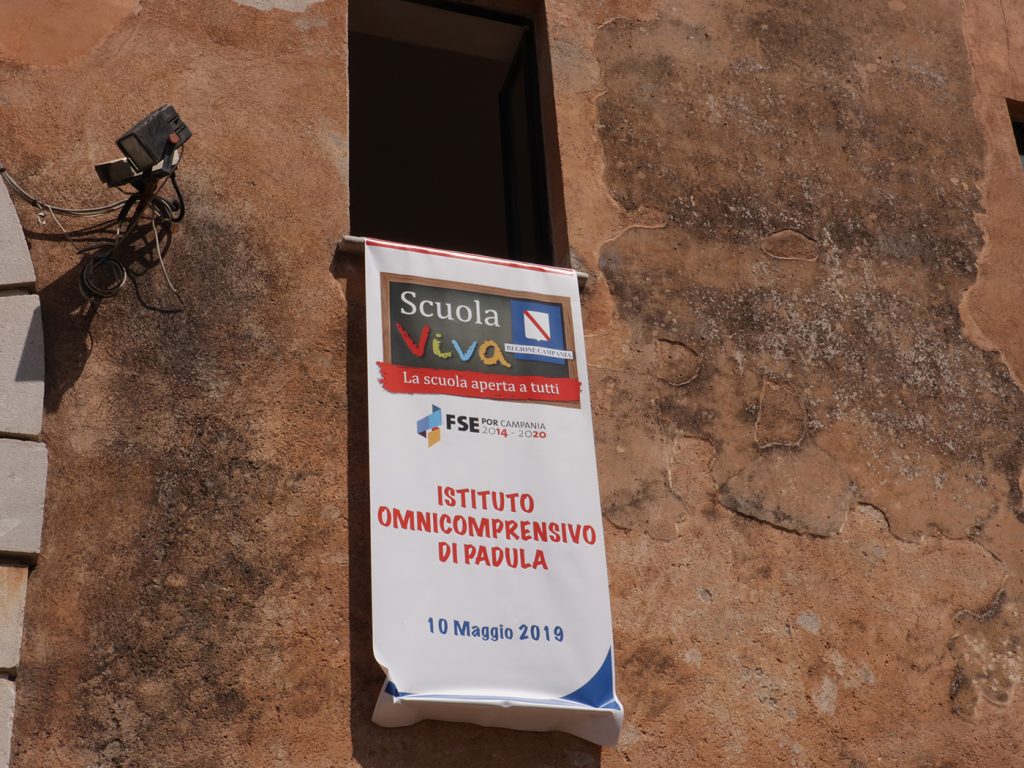 Scuola
viva
REGIONE CAMPANIA
La scuola aperta a tutti
FSE POR CAMPANIA
2014 - 2020
ISTITUTO
OMNICOMPRENSIVO
DI PADULA
10 Maggio 2019